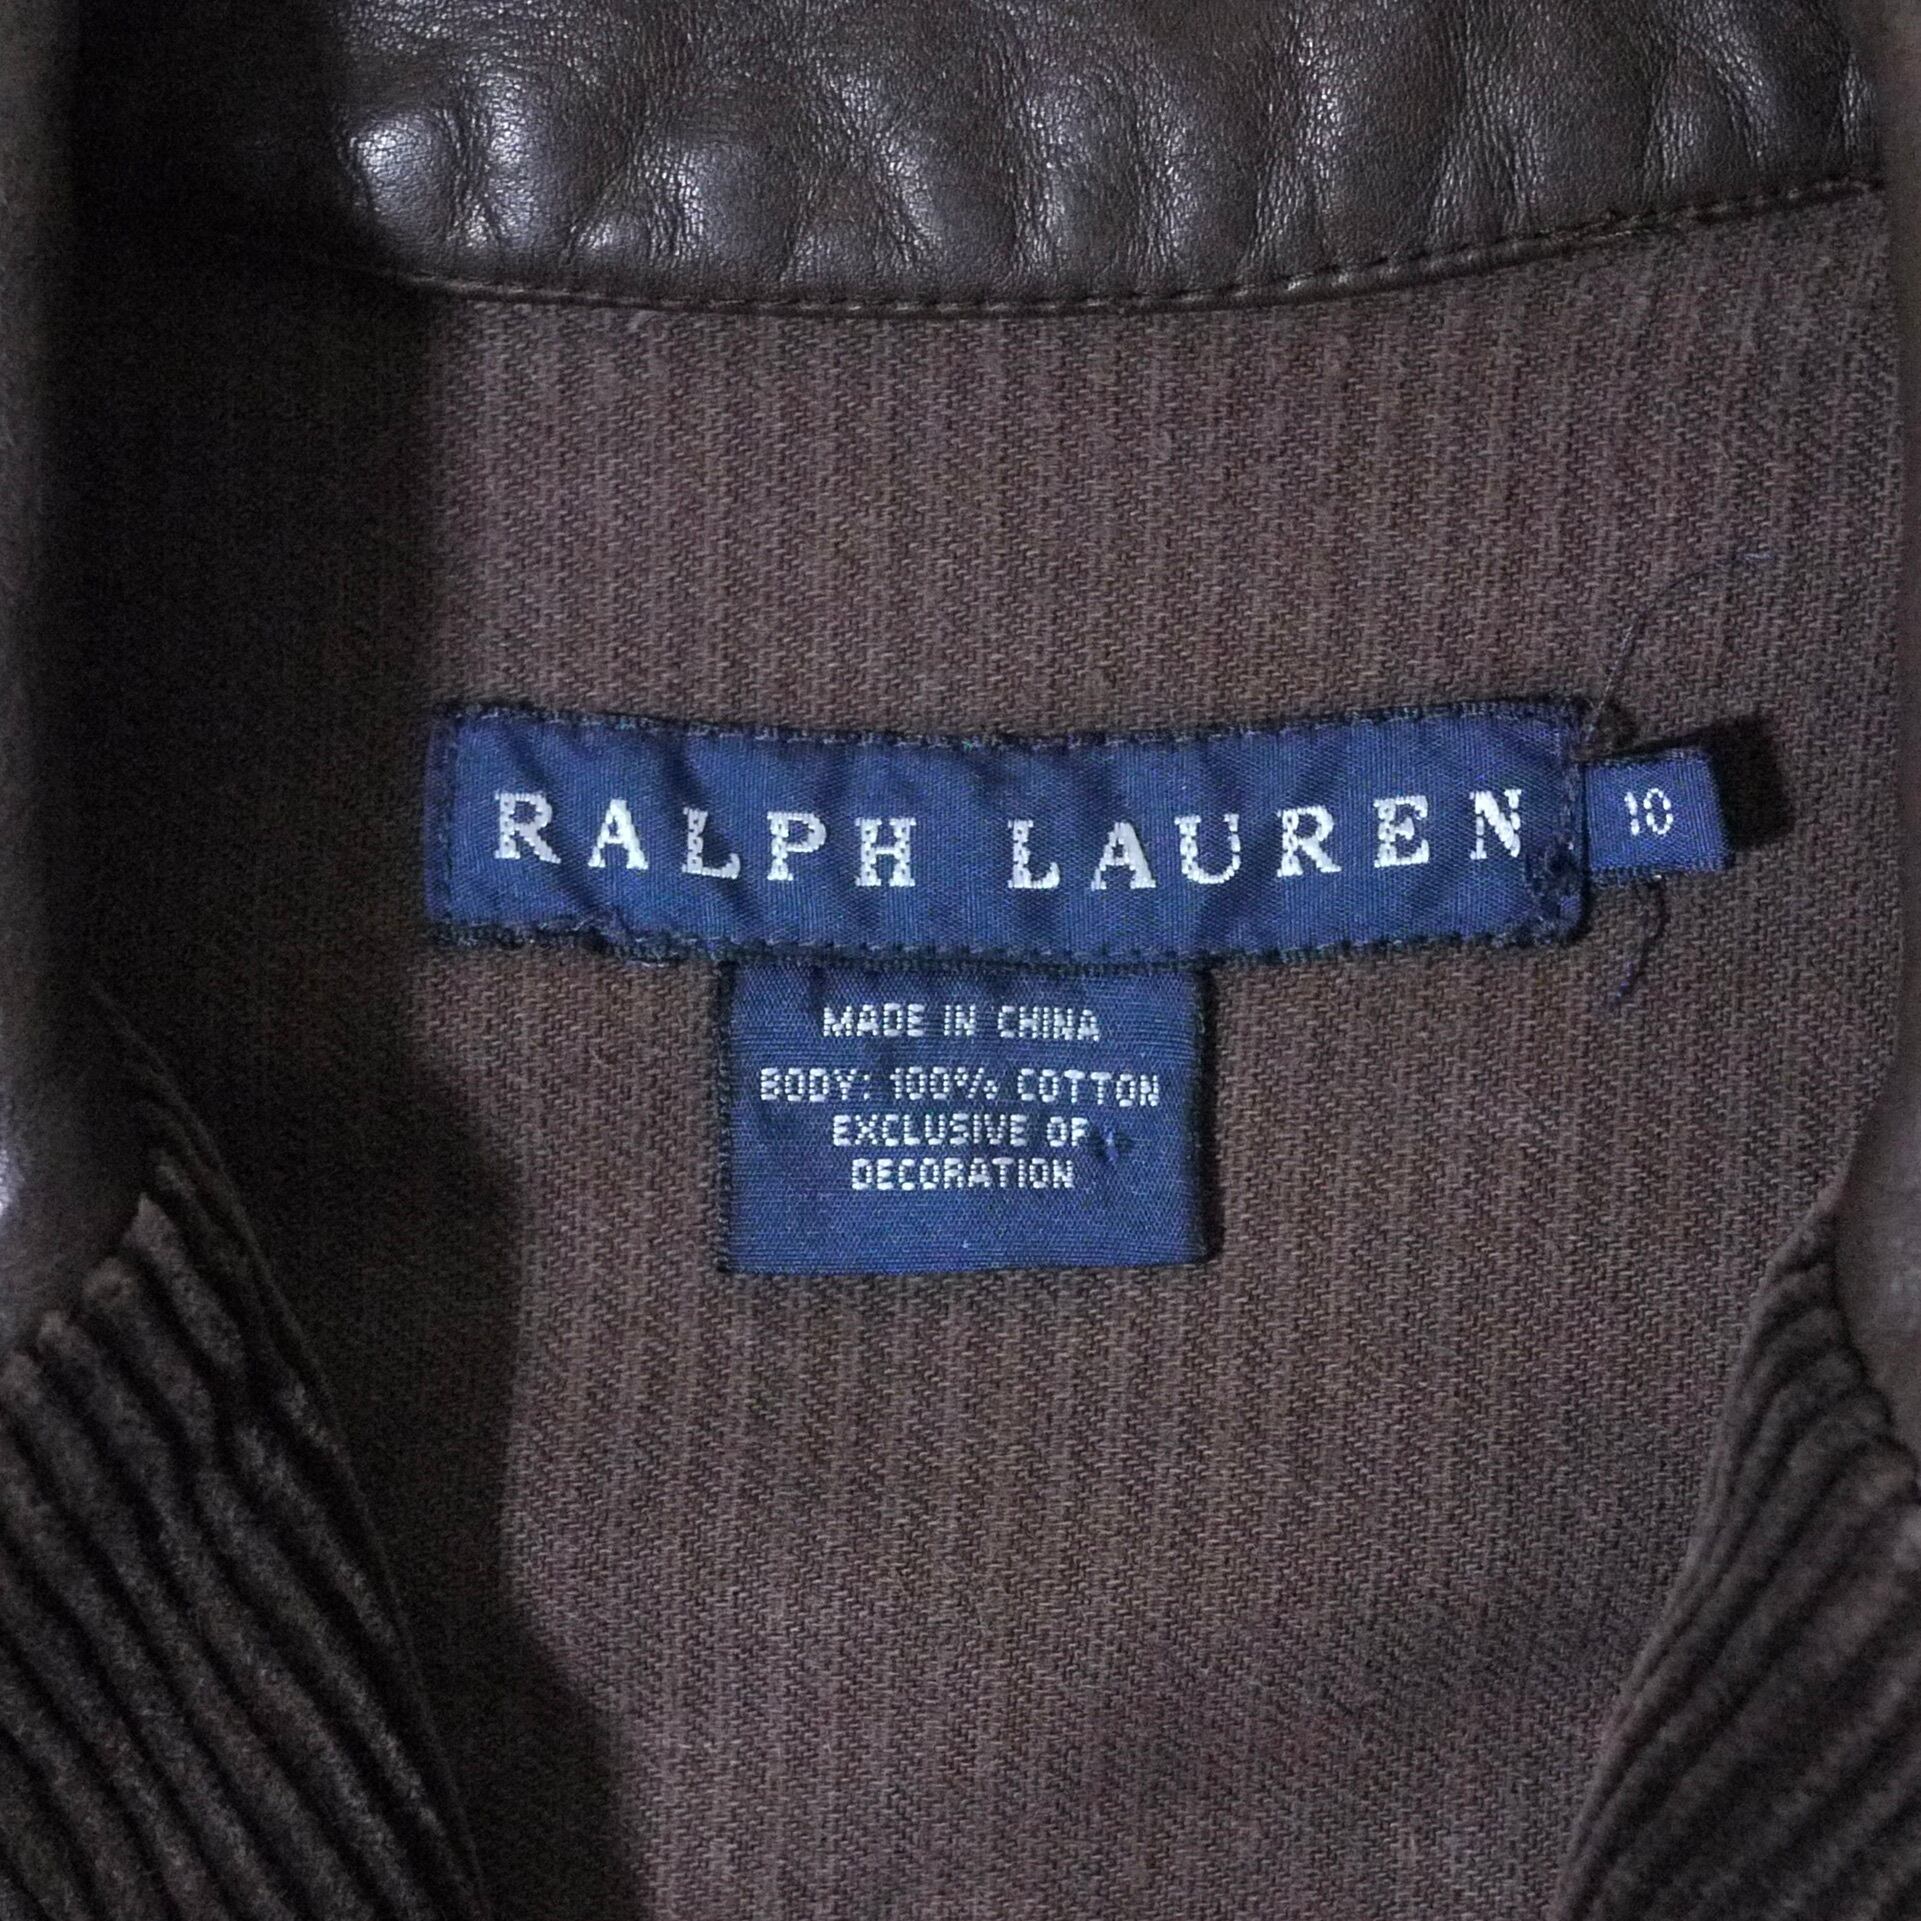 RALPH LAUREN
10
MADE IN CHINA
BODY: 100% COTTON
EXCLUSIVE OF
DECORATION